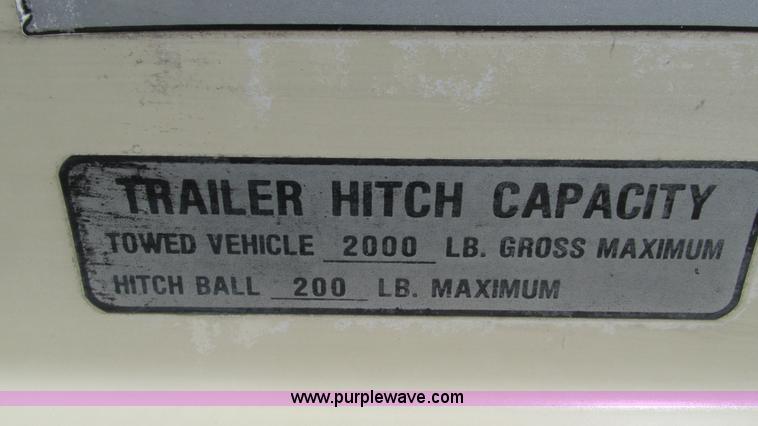 TRAILER HITCH CAPACITY
TOWED VEHICLE 2000 LB. GROSS MAXIMUM
HITCH BALL 200 LB. MAXIMUM
www.purplewave.com